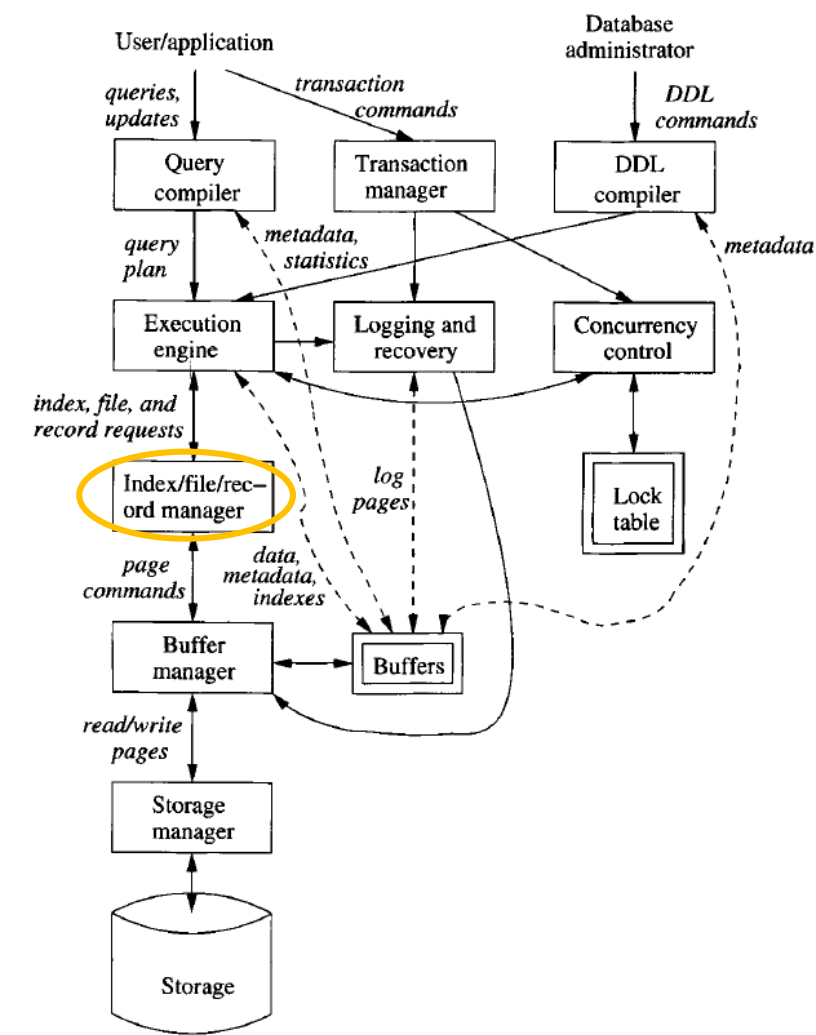 User/application
Database
administrator
queries,
updates
transaction
commands
DDL
commands
Query
compiler
Transaction
manager
DDL
compiler
query
plan
metadata,
statistics
metadata
Execution
engine
Logging and
recovery
Concurrency
control
index, file, and
record requests
Index/file/rec–
ord manager
log
pages
Lock
table
page
commands
data,
metadata,
indexes
Buffer
manager
Buffers
read/write
pages
Storage
manager
Storage